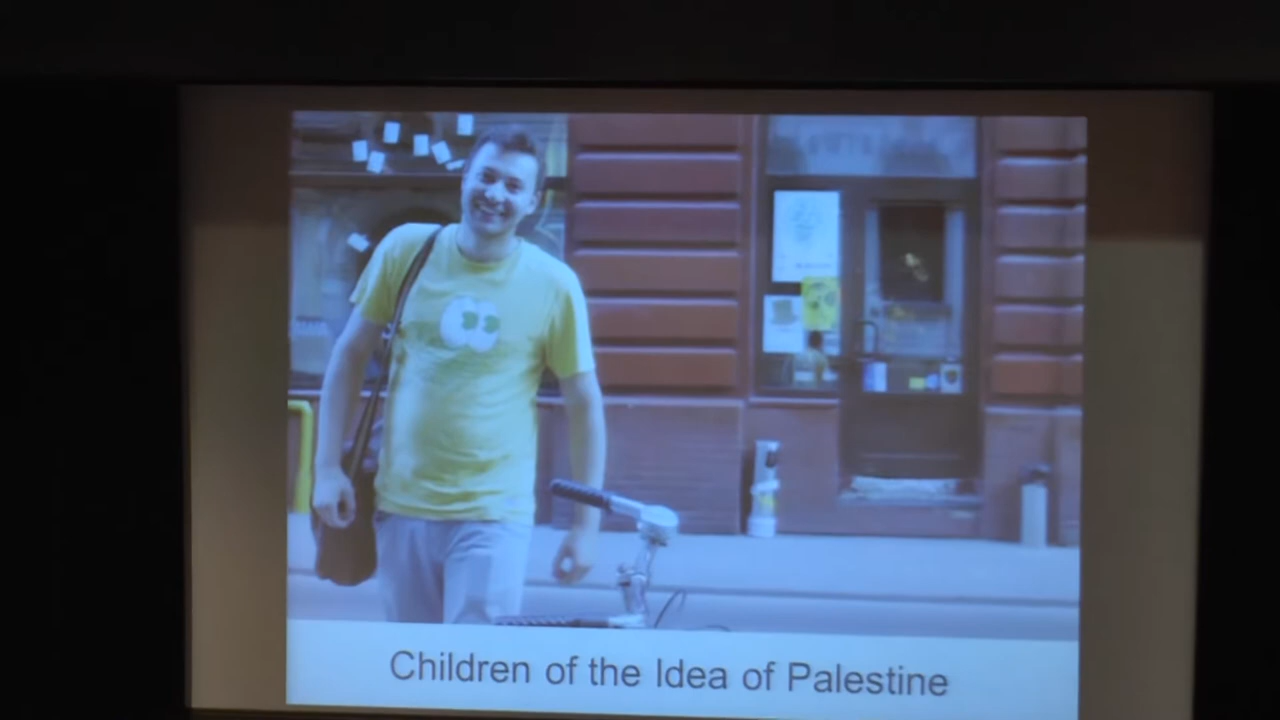 Children of the Idea of Palestine